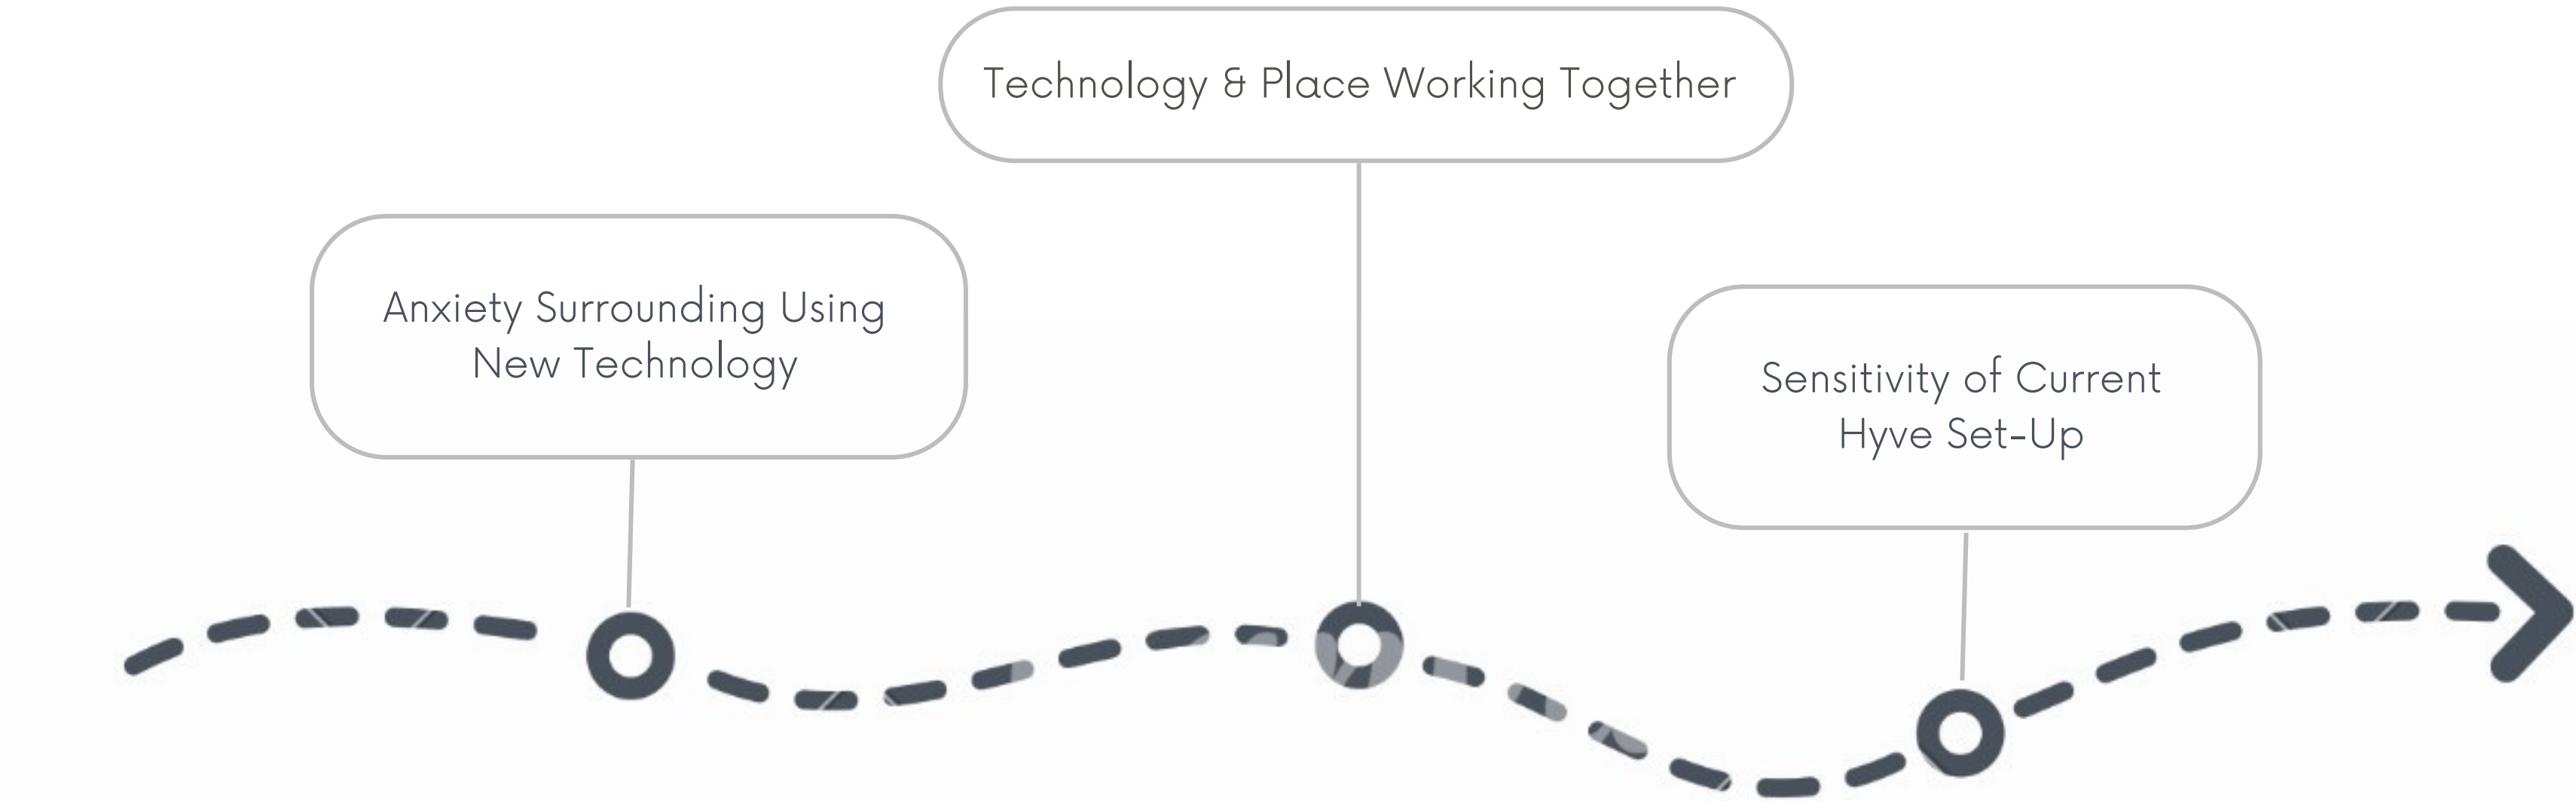 Technology & Place Working Together
Anxiety Surrounding Using
New Technology
Sensitivity of Current
Hyve Set-Up